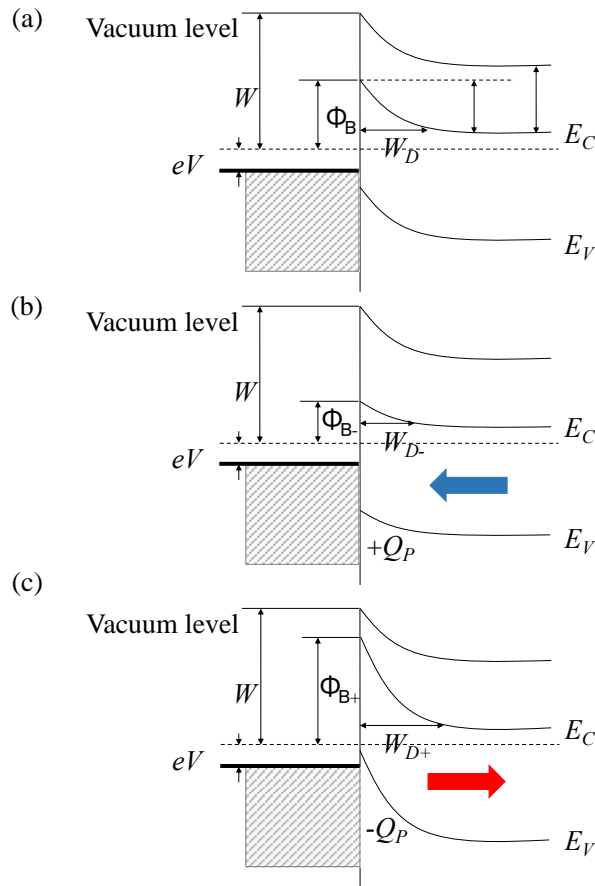 (a)
Vacuum level
W
Φ_B
W_D
E_C
eV
E_V
(b)
Vacuum level
W
Φ_B-
W_D-
E_C
eV
+Q_P
E_V
(c)
Vacuum level
W
Φ_B+
W_D+
E_C
eV
-Q_P
E_V